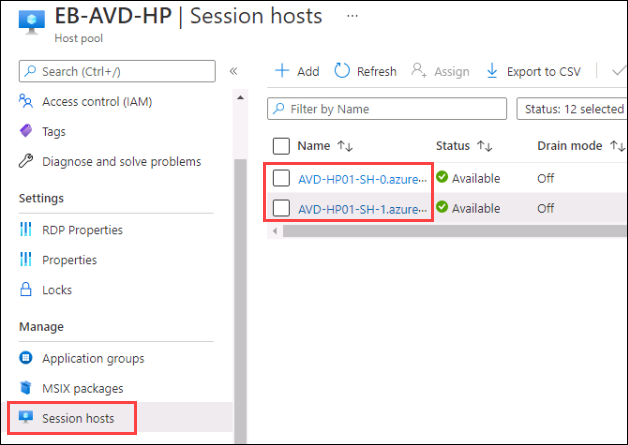 EB-AVD-HP | Session hosts ...
Host pool
Search (Ctrl+/)
«
Add
Refresh
Assign
Export to CSV
Access control (IAM)
Tags
Diagnose and solve problems
Settings
RDP Properties
Properties
Locks
Manage
Application groups
MSIX packages
Session hosts
Filter by Name
Status: 12 selected
Name ↑↓ Status ↑↓ Drain mode ↑↓
AVD-HP01-SH-0.azure... Available Off
AVD-HP01-SH-1.azure... Available Off